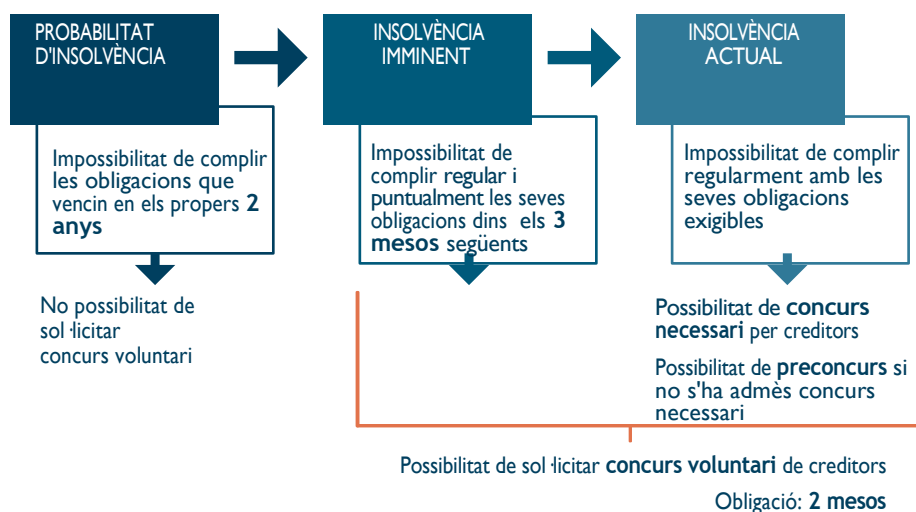 PROBABILITAT
D'INSOLVÈNCIA
INSOLVÈNCIA
IMMINENT
INSOLVÈNCIA
ACTUAL
Impossibilitat de complir
les obligacions que
vencin en els propers 2
anys
Impossibilitat de
complir regular i
puntualment les seves
obligacions dins els 3
mesos següents
Impossibilitat de complir
regularment amb les
seves obligacions
exigibles
No possibilitat de
sol·licitar
concurs voluntari
Possibilitat de concurs
necessari per creditors
Possibilitat de preconcurs si
no s'ha admès concurs
necessari
Possibilitat de sol·licitar concurs voluntari de creditors
Obligació: 2 mesos